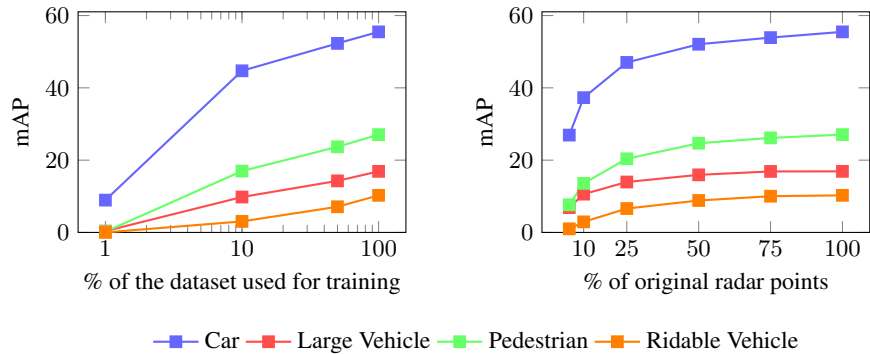 60
40
20
0
mAP
1
10
100
% of the dataset used for training
60
40
20
0
mAP
10
25
50
75
100
% of original radar points
Car
Large Vehicle
Pedestrian
Ridable Vehicle